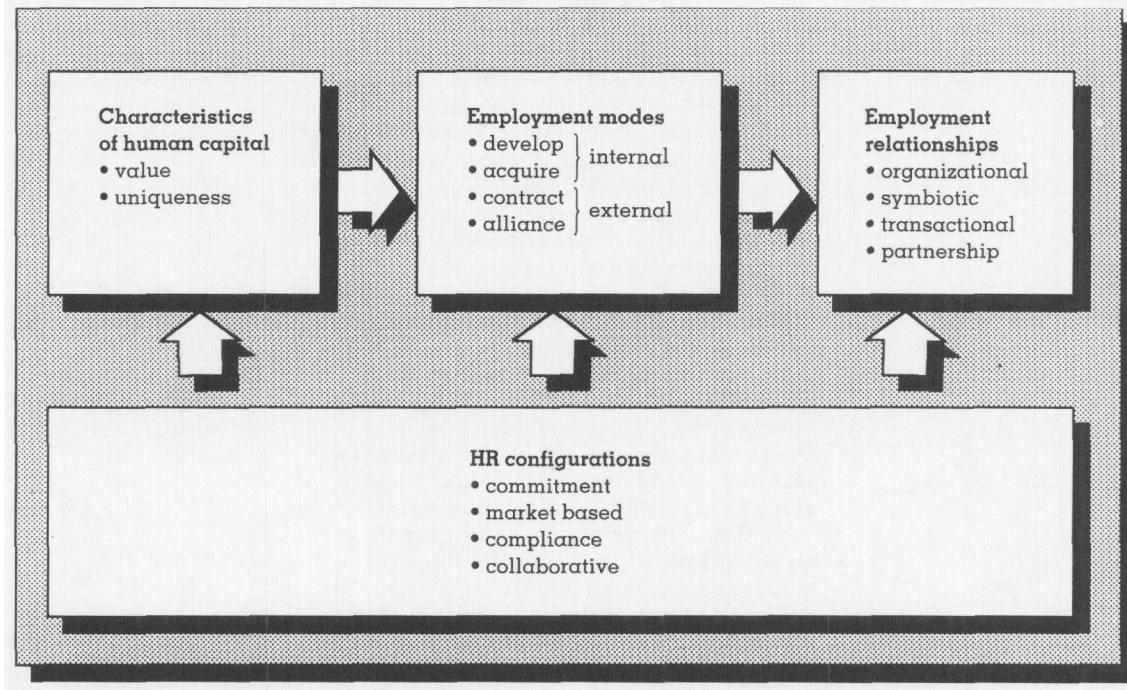 Characteristics
of human capital
• value
• uniqueness
Employment modes
• develop
• acquire
internal
• contract
• alliance
external
Employment
relationships
• organizational
• symbiotic
• transactional
• partnership
HR configurations
• commitment
• market based
• compliance
• collaborative